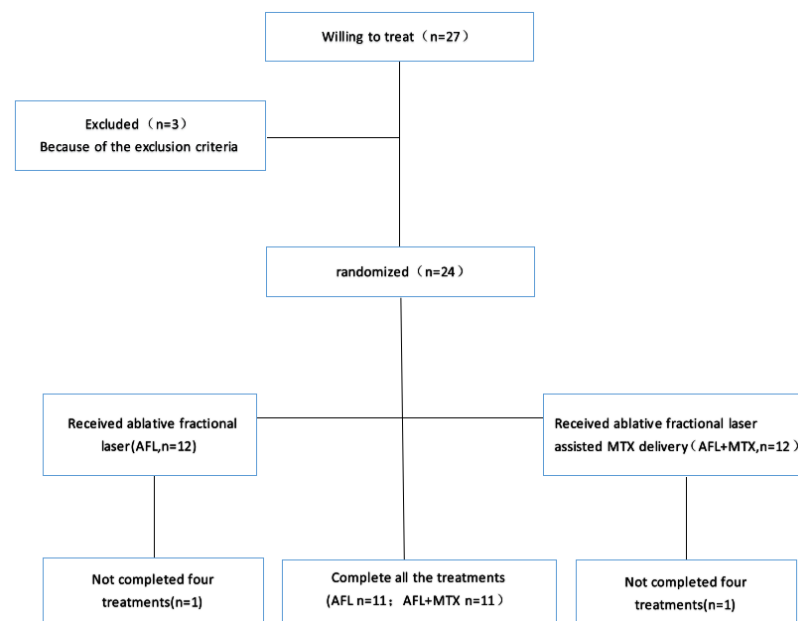 Willing to treat（n=27）
Excluded（n=3）
Because of the exclusion criteria
randomized（n=24）
Received ablative fractional
laser(AFL,n=12)
Received ablative fractional laser
assisted MTX delivery（AFL+MTX,n=12）
Not completed four
treatments(n=1)
Complete all the treatments
(AFL n=11；AFL+MTX n=11）
Not completed four
treatments(n=1)